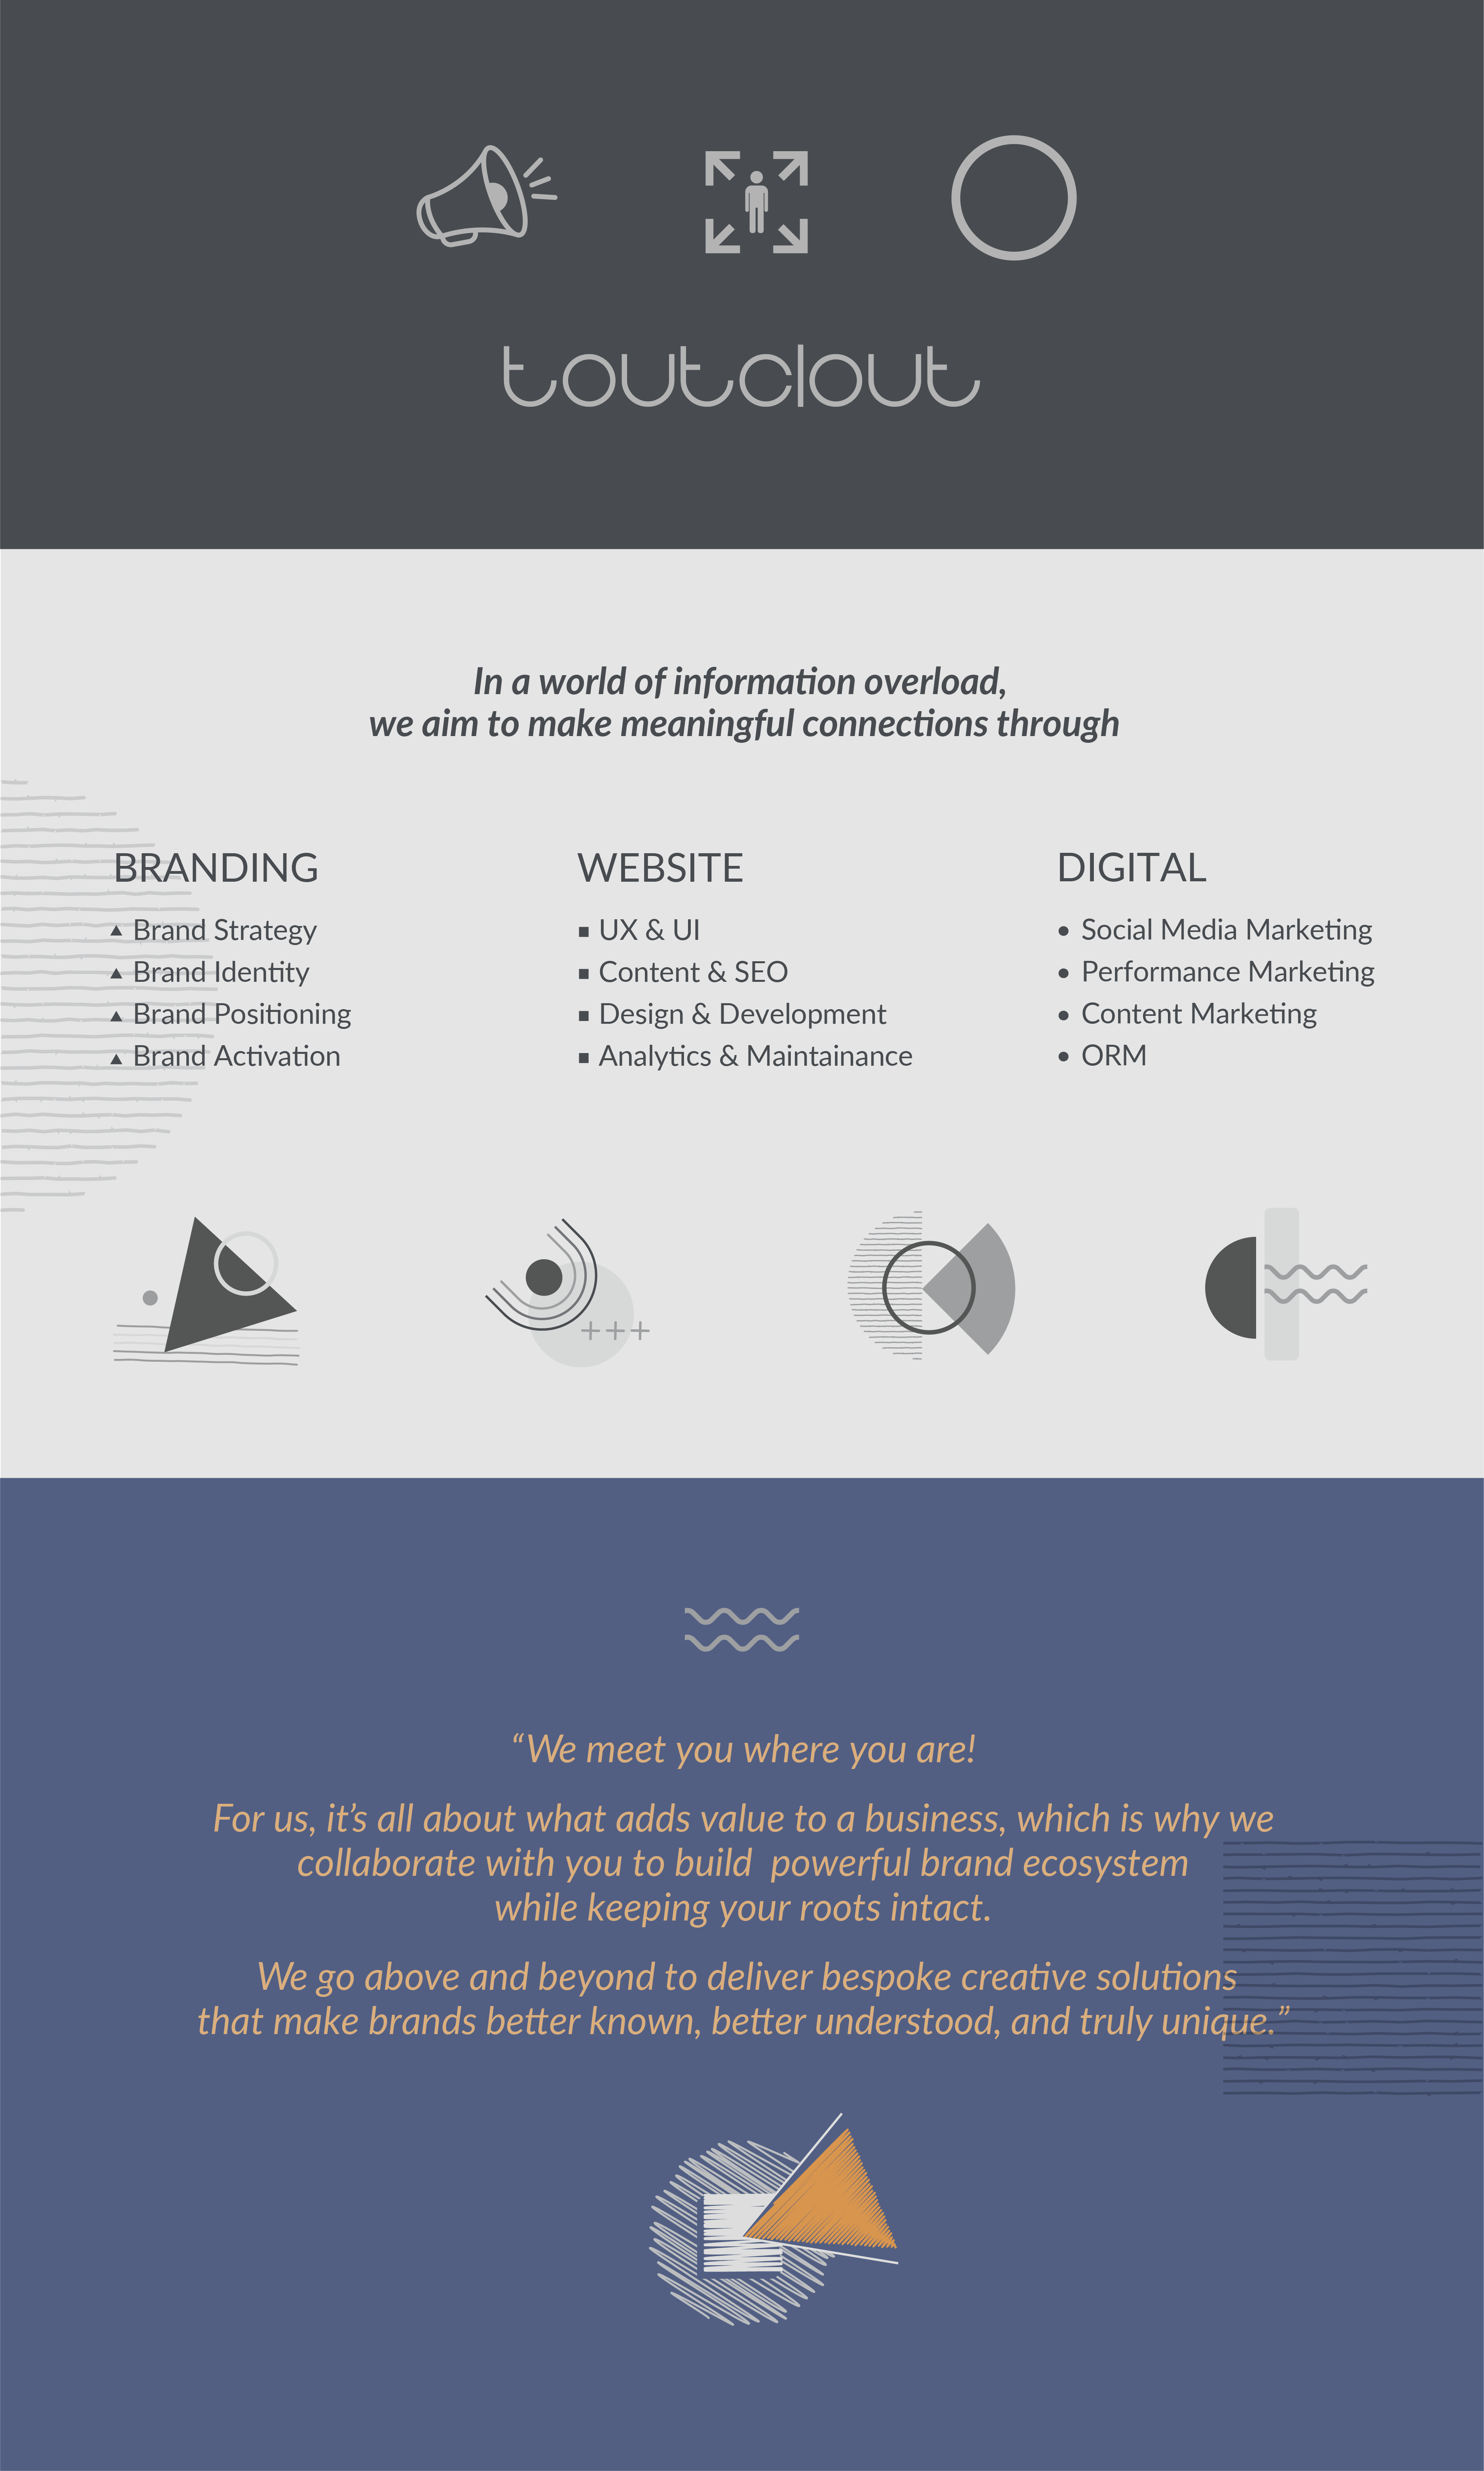 toutclout
In a world of information overload,
we aim to make meaningful connections through
BRANDING
Brand Strategy
Brand Identity
Brand Positioning
Brand Activation
WEBSITE
UX & UI
Content & SEO
Design & Development
Analytics & Maintainance
DIGITAL
Social Media Marketing
Performance Marketing
Content Marketing
ORM
“We meet you where you are!
For us, it’s all about what adds value to a business, which is why we
collaborate with you to build  powerful brand ecosystem
while keeping your roots intact.
We go above and beyond to deliver bespoke creative solutions
that make brands better known, better understood, and truly unique.”